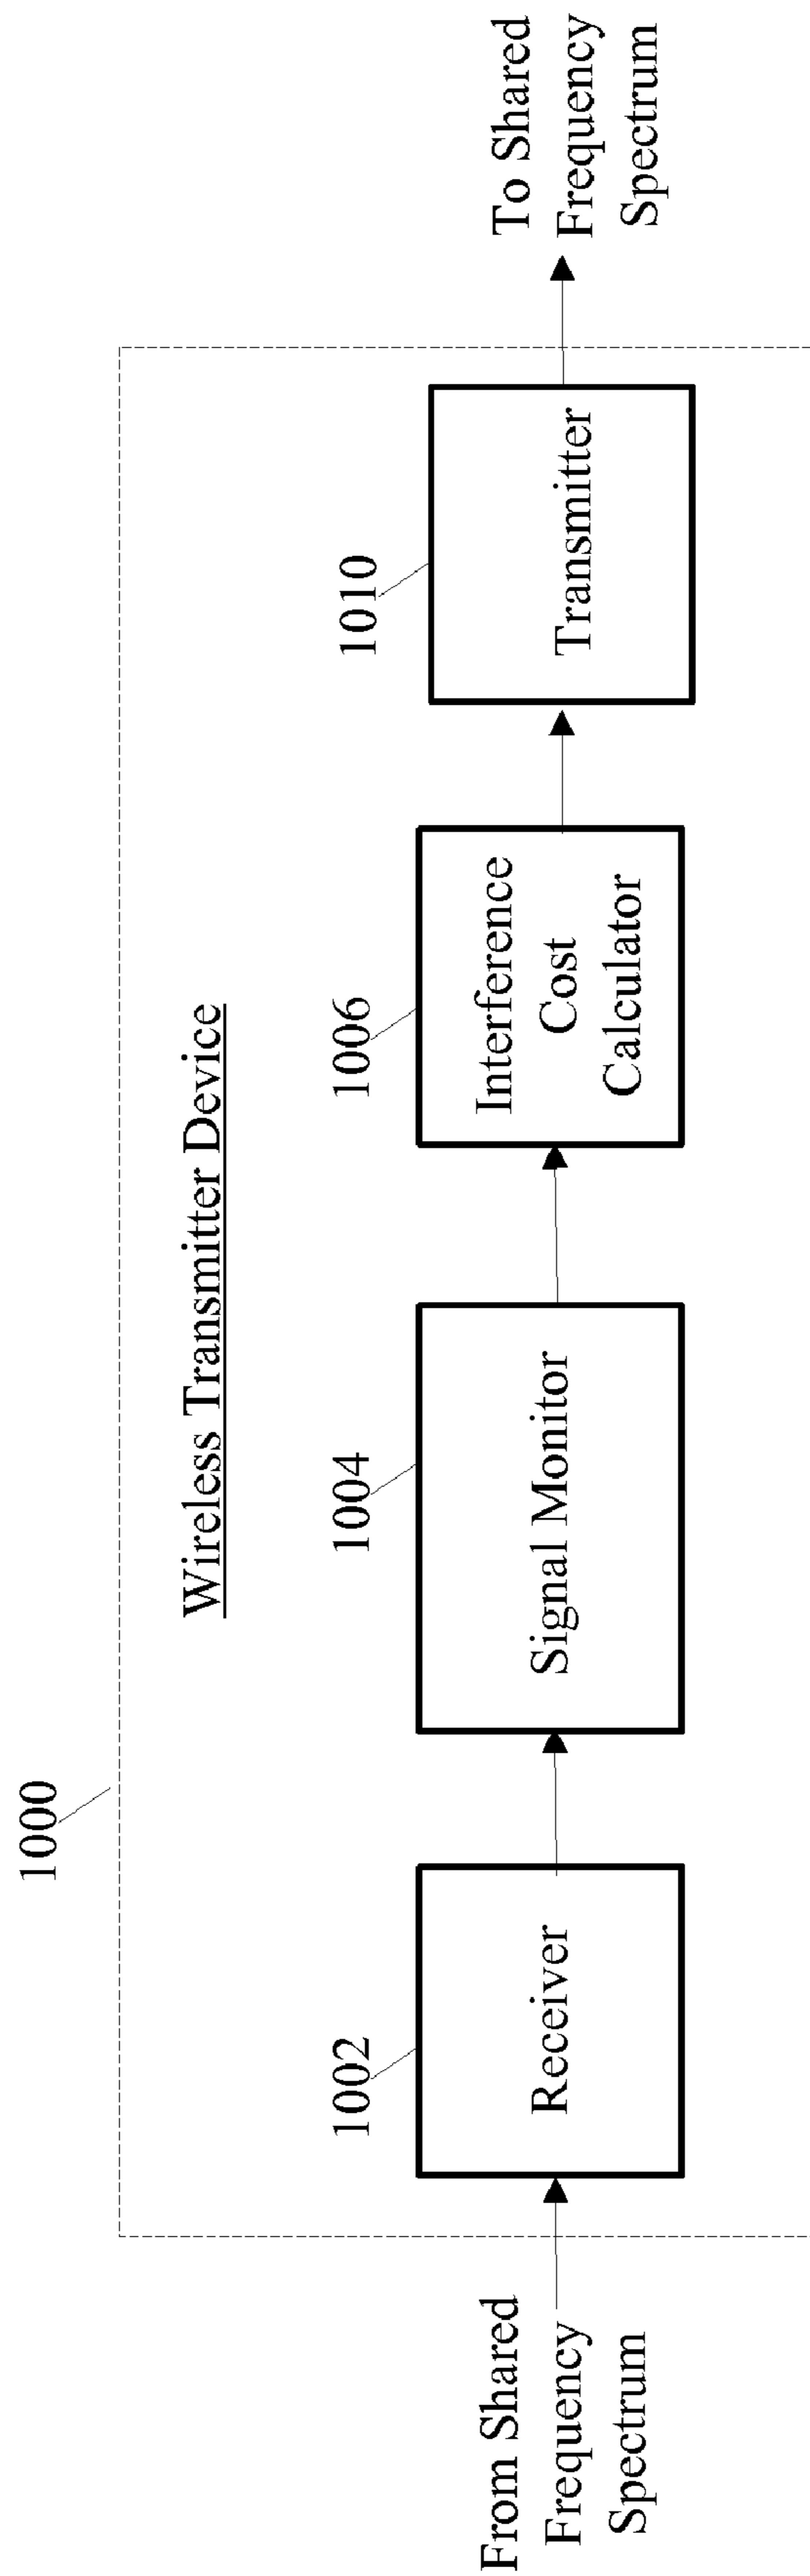 1000
Wireless Transmitter Device
From Shared
Frequency
Spectrum
1002
Receiver
1004
Signal Monitor
1006
Interference
Cost
Calculator
1010
Transmitter
To Shared
Frequency
Spectrum